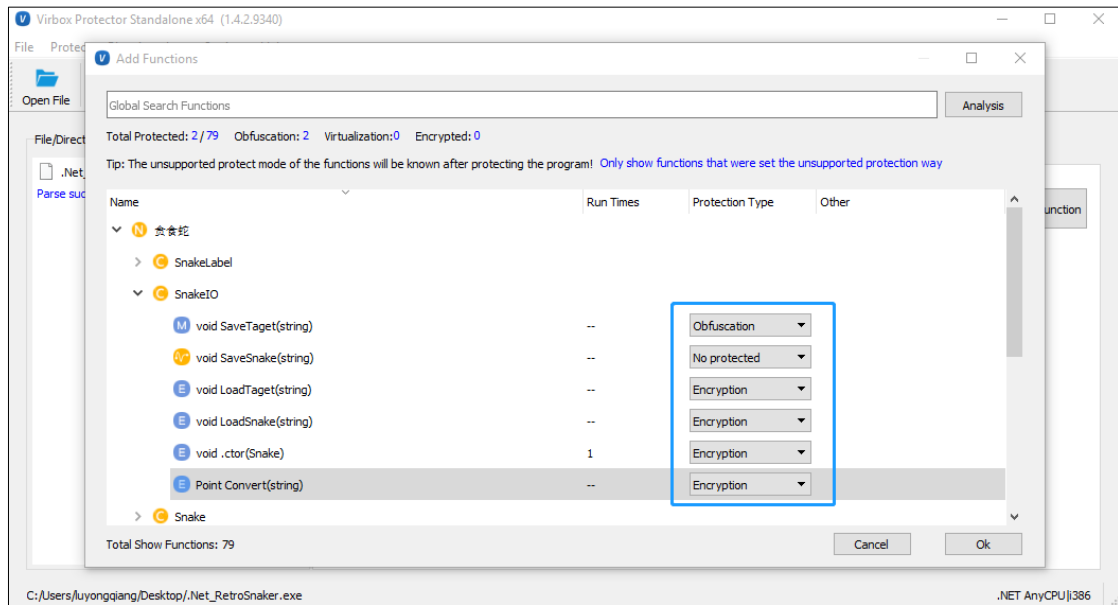 Virbox Protector Standalone x64 (1.4.2.9340)
File Protec
Add Functions
Open File
Global Search Functions
Analysis
Total Protected: 2/79 Obfuscation: 2 Virtualization:0 Encrypted: 0
File/Direct
Tip: The unsupported protect mode of the functions will be known after protecting the program! Only show functions that were set the unsupported protection way
.Net_
Parse suc
Name Run Times Protection Type Other
unction
N 贪食蛇
C SnakeLabel
C SnakeIO
M void SaveTaget(string) -- Obfuscation
void SaveSnake(string) -- No protected
E void LoadTaget(string) -- Encryption
E void LoadSnake(string) -- Encryption
E void .ctor(Snake) 1 Encryption
E Point Convert(string) -- Encryption
C Snake
Total Show Functions: 79
Cancel
Ok
C:/Users/luyongqiang/Desktop/.Net_RetroSnaker.exe
.NET AnyCPU|i386